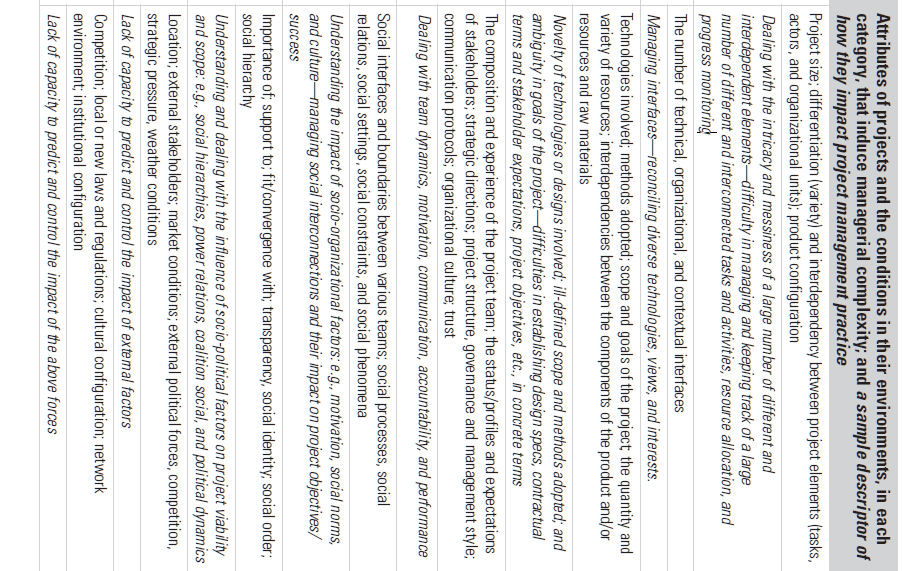 Attributes of projects and the conditions in their environments, in each
category, that induce managerial complexity; and a sample descriptor of
how they impact project management practice
Project size; differentiation (variety) and interdependency between project elements (tasks,
actors, and organizational units); product configuration
Dealing with the intricacy and messiness of a large number of different and
interdependent elements—difficulty in managing and keeping track of a large
number of different and interconnected tasks and activities, resource allocation, and
progress monitoring
The number of technical, organizational, and contextual interfaces
Managing interfaces—reconciling diverse technologies, views, and interests.
Technologies involved; methods adopted; scope and goals of the project; the quantity and
variety of resources; interdependencies between the components of the product and/or
resources and raw materials
Novelty of technologies or designs involved; ill-defined scope and methods adopted; and
ambiguity in goals of the project—difficulties in establishing design specs, contractual
terms and stakeholder expectations, project objectives, etc., in concrete terms
The composition and experience of the project team; the status/profiles and expectations
of stakeholders; strategic directions; project structure, governance and management style;
communication protocols; organizational culture; trust
Dealing with team dynamics, motivation, communication, accountability, and performance
Social interfaces and boundaries between various teams; social processes, social
relations, social settings, social constraints, and social phenomena
Understanding the impact of socio-organizational factors: e.g., motivation, social norms,
and culture—managing social interconnections and their impact on project objectives/
success
Importance of; support to; fit/convergence with; transparency, social identity; social order;
social hierarchy
Understanding and dealing with the influence of socio-political factors on project viability
and scope: e.g., social hierarchies, power relations, coalition social, and political dynamics
Location; external stakeholders; market conditions; external political forces, competition,
strategic pressure, weather conditions
Lack of capacity to predict and control the impact of external factors
Competition; local or new laws and regulations; cultural configuration; network
environment; institutional configuration
Lack of capacity to predict and control the impact of the above forces